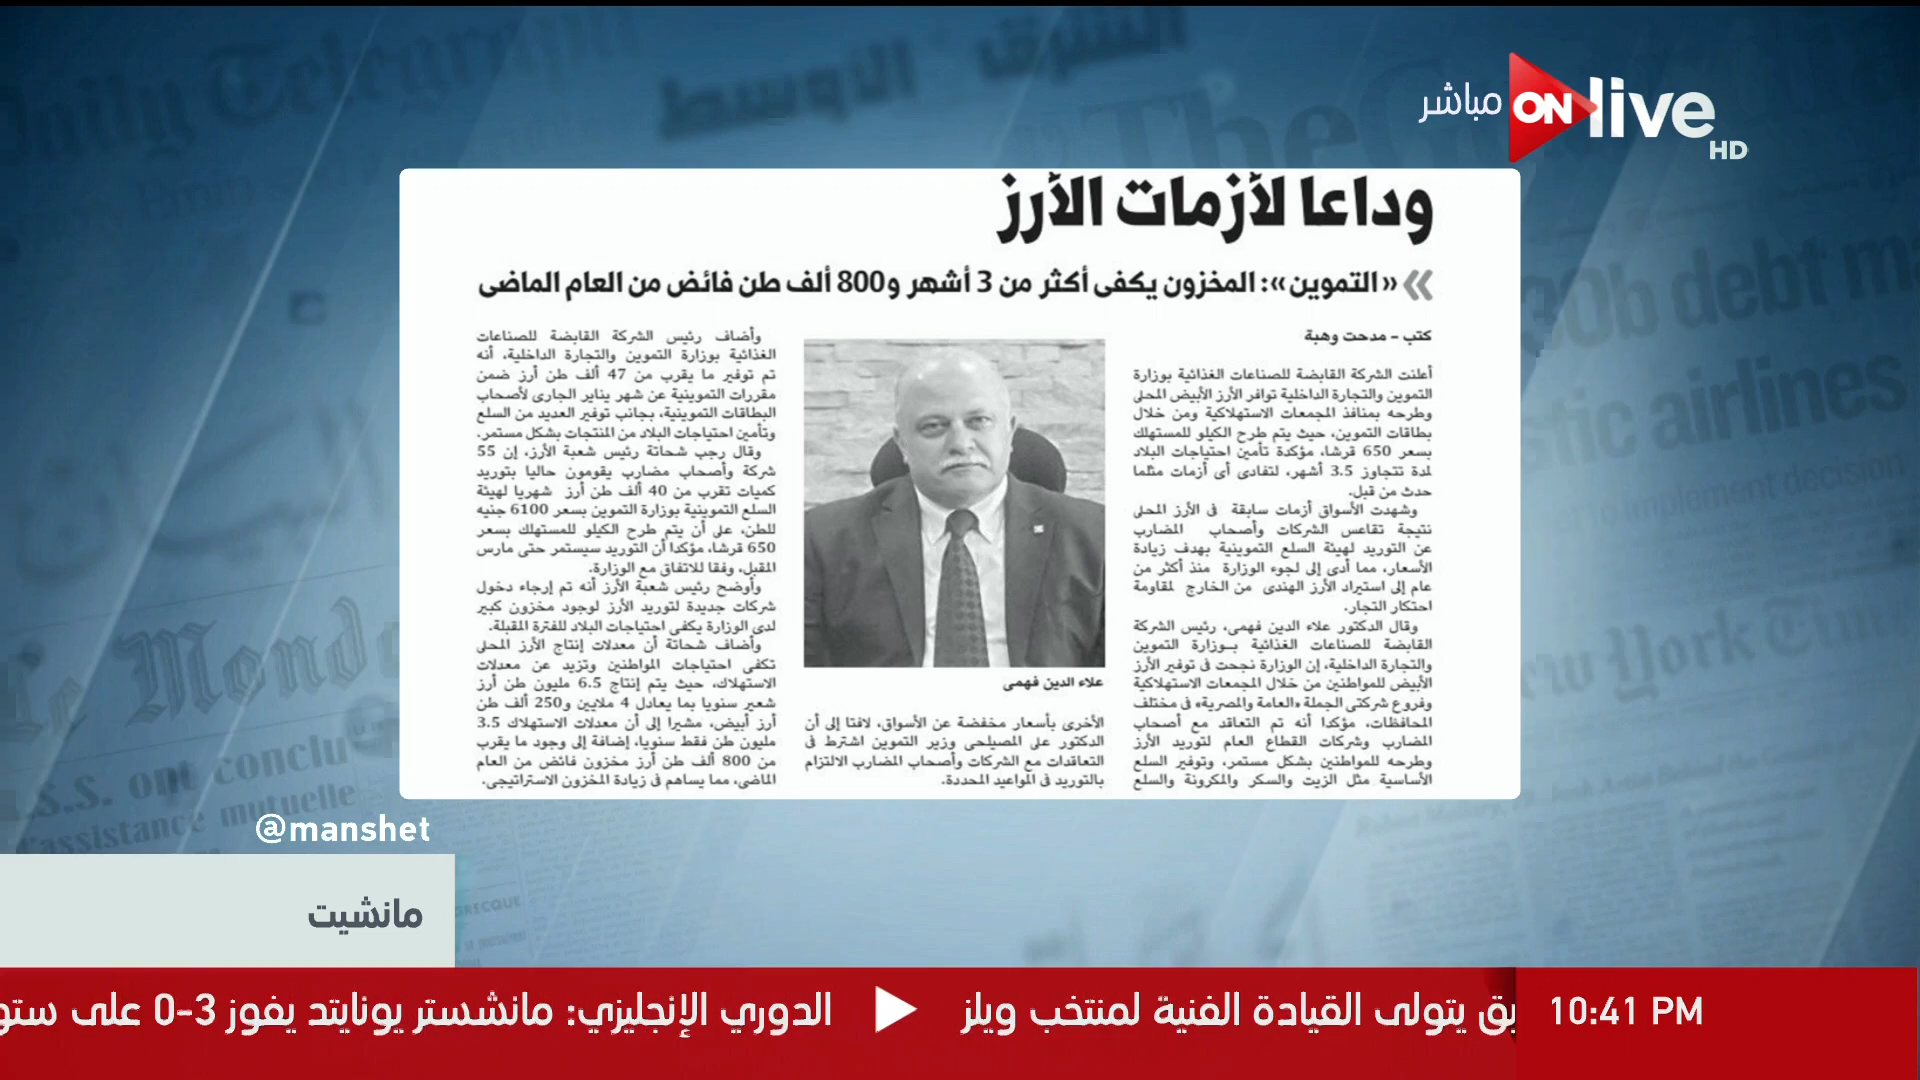 مباشر ON live
HD
وداعا لأزمات الأرز
«التموين»: المخزون يكفى أكثر من 3 أشهر و800 ألف طن فائض من العام الماضى
كتب - مدحت وهبة
أعلنت الشركة القابضة للصناعات الغذائية بوزارة
التموين والتجارة الداخلية توافر الأرز الأبيض المحلى
وطرحه بمنافذ المجمعات الاستهلاكية ومن خلال
بطاقات التموين، حيث يتم طرح الكيلو للمستهلك
بسعر 650 قرشا، مؤكدة تأمين احتياجات البلاد
لمدة تتجاوز 3.5 أشهر، لتفادى أى أزمات مثلما
حدث من قبل.
وشهدت الأسواق أزمات سابقة فى الأرز المحلى
نتيجة تقاعس الشركات وأصحاب المضارب
عن التوريد لهيئة السلع التموينية بهدف زيادة
الأسعار، مما أدى إلى لجوء الوزارة منذ أكثر من
عام إلى استيراد الأرز الهندى من الخارج لمقاومة
احتكار التجار.
وقال الدكتور علاء الدين فهمى، رئيس الشركة
القابضة للصناعات الغذائية بوزارة التموين
والتجارة الداخلية، إن الوزارة نجحت فى توفير الأرز
الأبيض للمواطنين من خلال المجمعات الاستهلاكية
وفروع شركتى الجملة «العامة والمصرية» فى مختلف
المحافظات، مؤكدا أنه تم التعاقد مع أصحاب
المضارب وشركات القطاع العام لتوريد الأرز
وطرحه للمواطنين بشكل مستمر، وتوفير السلع
الأساسية مثل الزيت والسكر والمكرونة والسلع
علاء الدين فهمى
الأخرى بأسعار مخفضة عن الأسواق، لافتا إلى أن
الدكتور على المصيلحى وزير التموين اشترط فى
التعاقدات مع الشركات وأصحاب المضارب الالتزام
بالتوريد فى المواعيد المحددة.
وأضاف رئيس الشركة القابضة للصناعات
الغذائية بوزارة التموين والتجارة الداخلية، أنه
تم توفير ما يقرب من 47 ألف طن أرز ضمن
مقررات التموينية عن شهر يناير الجارى لأصحاب
البطاقات التموينية، بجانب توفير العديد من السلع
وتأمين احتياجات البلاد من المنتجات بشكل مستمر.
وقال رجب شحاتة رئيس شعبة الأرز، إن 55
شركة وأصحاب مضارب يقومون حاليا بتوريد
كميات تقرب من 40 ألف طن أرز شهريا لهيئة
السلع التموينية بوزارة التموين بسعر 6100 جنيه
للطن، على أن يتم طرح الكيلو للمستهلك بسعر
650 قرشا، مؤكدا أن التوريد سيستمر حتى مارس
المقبل، وفقا للاتفاق مع الوزارة.
وأوضح رئيس شعبة الأرز أنه تم إرجاء دخول
شركات جديدة لتوريد الأرز لوجود مخزون كبير
لدى الوزارة يكفى احتياجات البلاد للفترة المقبلة.
وأضاف شحاتة أن معدلات إنتاج الأرز المحلى
تكفى احتياجات المواطنين وتزيد عن معدلات
الاستهلاك، حيث يتم إنتاج 6.5 مليون طن أرز
شعير سنويا بما يعادل 4 ملايين و250 ألف طن
أرز أبيض، مشيرا إلى أن معدلات الاستهلاك 3.5
مليون طن فقط سنويا، إضافة إلى وجود ما يقرب
من 800 ألف طن أرز مخزون فائض من العام
الماضى، مما يساهم فى زيادة المخزون الاستراتيجى.
@manshet
مانشيت
يتولى القيادة الفنية لمنتخب ويلز
الدوري الإنجليزي: مانشستر يونايتد يفوز 3-0 على
10:41 PM
Daily Telegraph
الشرق الأوسط
30b debt
airlines
implement decision
Le Monde
S.S. ont conclu
assistance mutuelle
New York Times